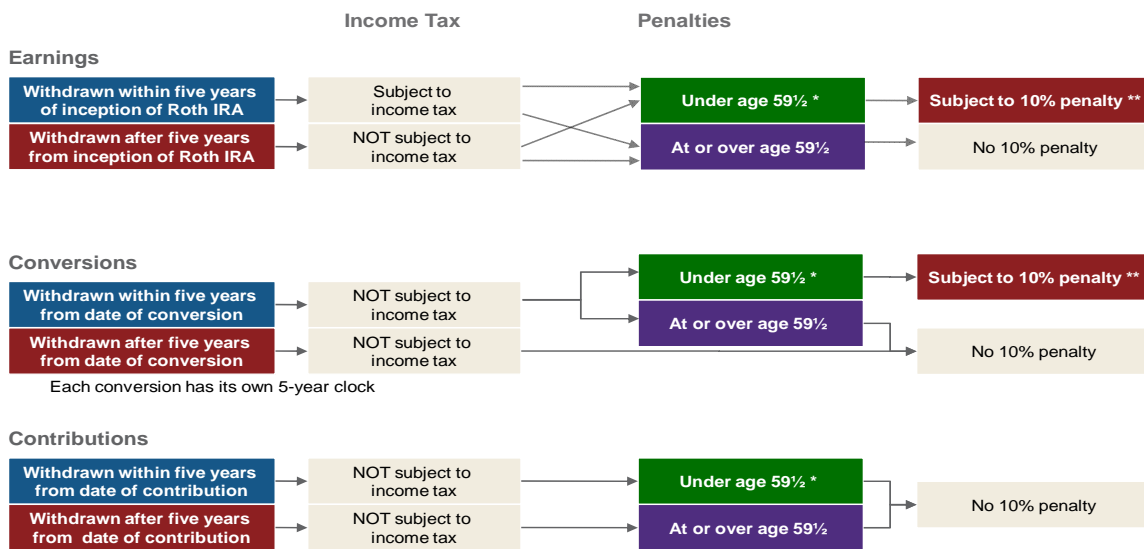 Income Tax
Penalties
Earnings
Withdrawn within five years
of inception of Roth IRA
Subject to
income tax
Under age 59½ *
Subject to 10% penalty **
Withdrawn after five years
from inception of Roth IRA
NOT subject to
income tax
At or over age 59½
No 10% penalty
Conversions
Under age 59½ *
Subject to 10% penalty **
Withdrawn within five years
from date of conversion
NOT subject to
income tax
At or over age 59½
Withdrawn after five years
from date of conversion
NOT subject to
income tax
No 10% penalty
Each conversion has its own 5-year clock
Contributions
Withdrawn within five years
from date of contribution
NOT subject to
income tax
Under age 59½ *
No 10% penalty
Withdrawn after five years
from date of contribution
NOT subject to
income tax
At or over age 59½